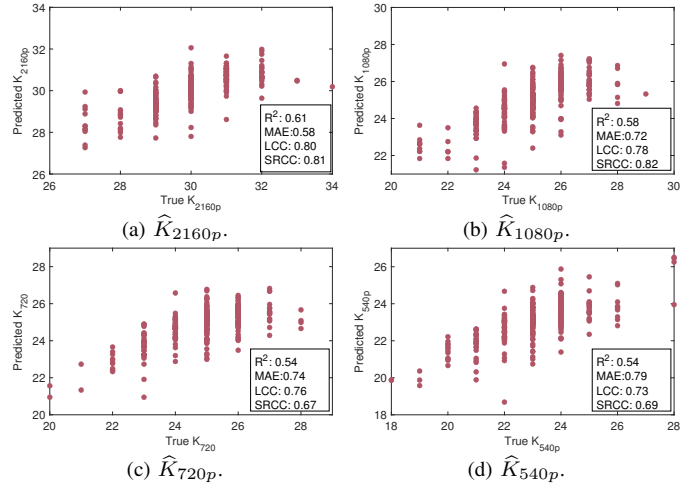 34
32
30
28
26
26 28 30 32 34
Predicted K2160p
True K2160p
R²: 0.61
MAE:0.58
LCC: 0.80
SRCC: 0.81
(a) K̂2160p.
30
28
26
24
22
20 22 24 26 28 30
Predicted K1080p
True K1080p
R²: 0.58
MAE: 0.72
LCC: 0.78
SRCC: 0.82
(b) K̂1080p.
28
26
24
22
20
20 22 24 26 28
Predicted K720
True K720
R²: 0.54
MAE: 0.74
LCC: 0.76
SRCC: 0.67
(c) K̂720p.
28
26
24
22
20
18
18 20 22 24 26 28
Predicted K540p
True K540p
R²: 0.54
MAE: 0.79
LCC: 0.73
SRCC: 0.69
(d) K̂540p.